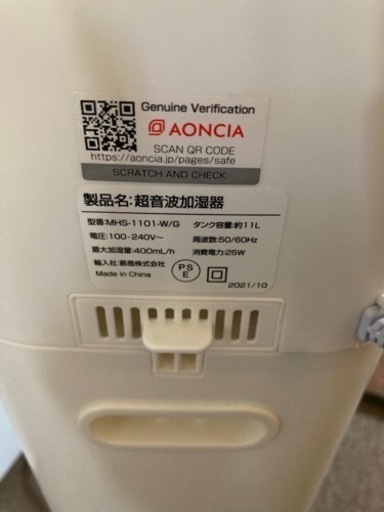 Genuine Verification
AONCIA
SCAN QR CODE
https://aoncia.jp/pages/safe
SCRATCH AND CHECK
製品名:超音波加湿器
型番:MHS-1101-W/G タンク容量:約11L
電圧:100-240V~ 周波数:50/60Hz
最大加湿量:400mL/h 消費電力:25W
輸入社:慕晟株式会社
Made in China
PS
E
2021/10